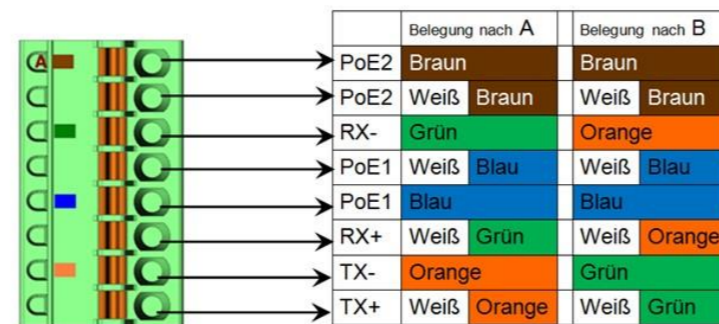 Belegung nach A Belegung nach B
A PoE2 Braun Braun
PoE2 Weiß Braun Weiß Braun
RX- Grün Orange
PoE1 Weiß Blau Weiß Blau
PoE1 Blau Blau
RX+ Weiß Grün Weiß Orange
TX- Orange Grün
TX+ Weiß Orange Weiß Grün